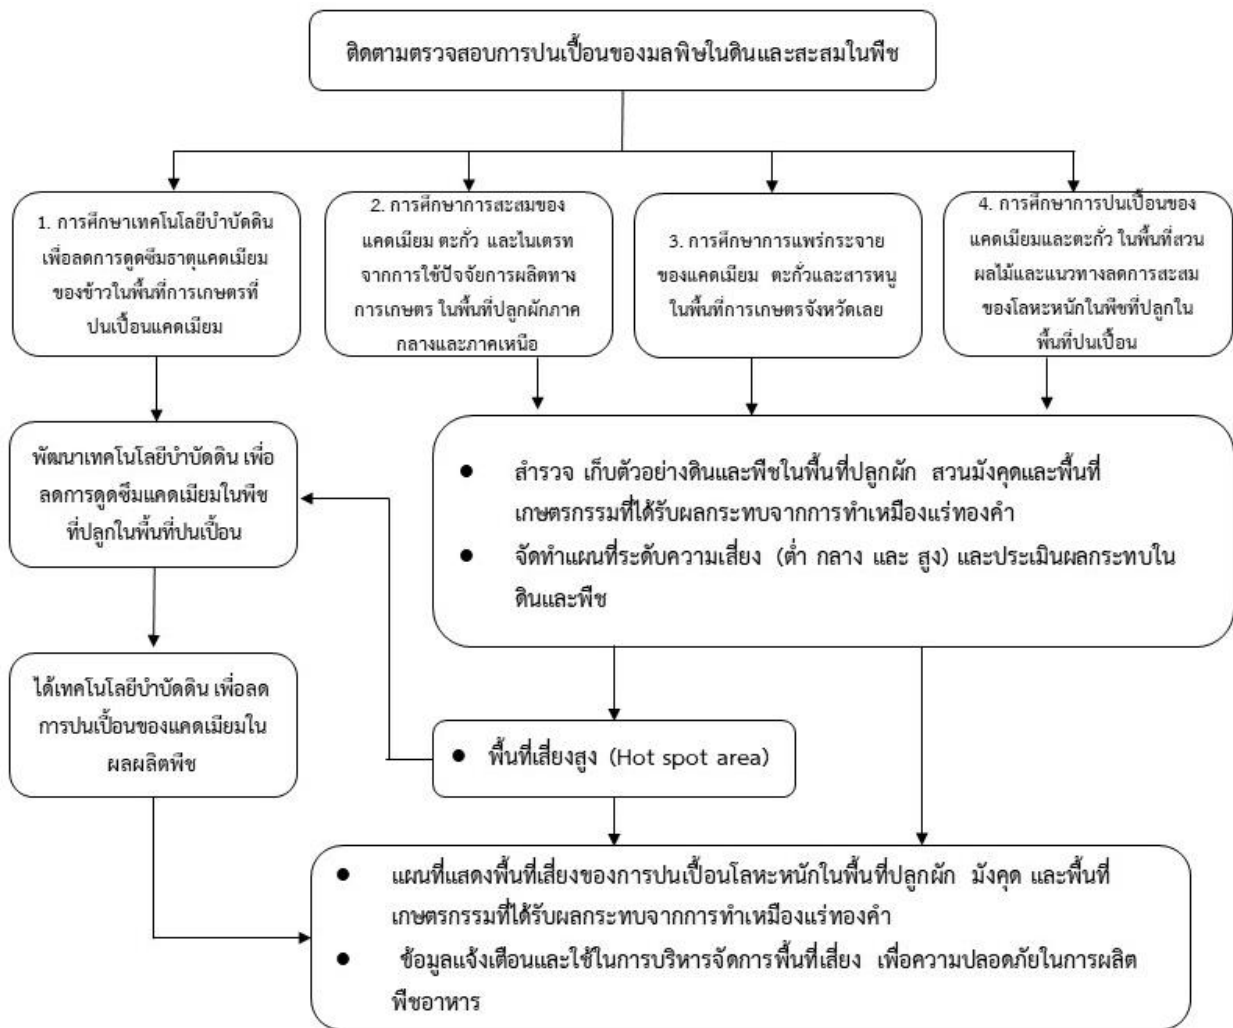 ติดตามตรวจสอบการปนเปื้อนของมลพิษในดินและสะสมในพืช
1. การศึกษาเทคโนโลยีบำบัดดิน
เพื่อลดการดูดซึมธาตุแคดเมียม
ของข้าวในพื้นที่การเกษตรที่
ปนเปื้อนแคดเมียม
2. การศึกษาการสะสมของ
แคดเมียม ตะกั่ว และไนเตรท
จากการใช้ปัจจัยการผลิตทาง
การเกษตร ในพื้นที่ปลูกผักภาค
กลางและภาคเหนือ
3. การศึกษาการแพร่กระจาย
ของแคดเมียม ตะกั่วและสารหนู
ในพื้นที่การเกษตรจังหวัดเลย
4. การศึกษาการปนเปื้อนของ
แคดเมียมและตะกั่ว ในพื้นที่สวน
ผลไม้และแนวทางลดการสะสม
ของโลหะหนักในพืชที่ปลูกใน
พื้นที่ปนเปื้อน
พัฒนาเทคโนโลยีบำบัดดิน เพื่อ
ลดการดูดซึมแคดเมียมในพืช
ที่ปลูกในพื้นที่ปนเปื้อน
● สำรวจ เก็บตัวอย่างดินและพืชในพื้นที่ปลูกผัก สวนมังคุดและพื้นที่
เกษตรกรรมที่ได้รับผลกระทบจากการทำเหมืองแร่ทองคำ
● จัดทำแผนที่ระดับความเสี่ยง (ต่ำ กลาง และ สูง) และประเมินผลกระทบใน
ดินและพืช
ได้เทคโนโลยีบำบัดดิน เพื่อลด
การปนเปื้อนของแคดเมียมใน
ผลผลิตพืช
● พื้นที่เสี่ยงสูง (Hot spot area)
● แผนที่แสดงพื้นที่เสี่ยงของการปนเปื้อนโลหะหนักในพื้นที่ปลูกผัก มังคุด และพื้นที่
เกษตรกรรมที่ได้รับผลกระทบจากการทำเหมืองแร่ทองคำ
● ข้อมูลแจ้งเตือนและใช้ในการบริหารจัดการพื้นที่เสี่ยง เพื่อความปลอดภัยในการผลิต
พืชอาหาร